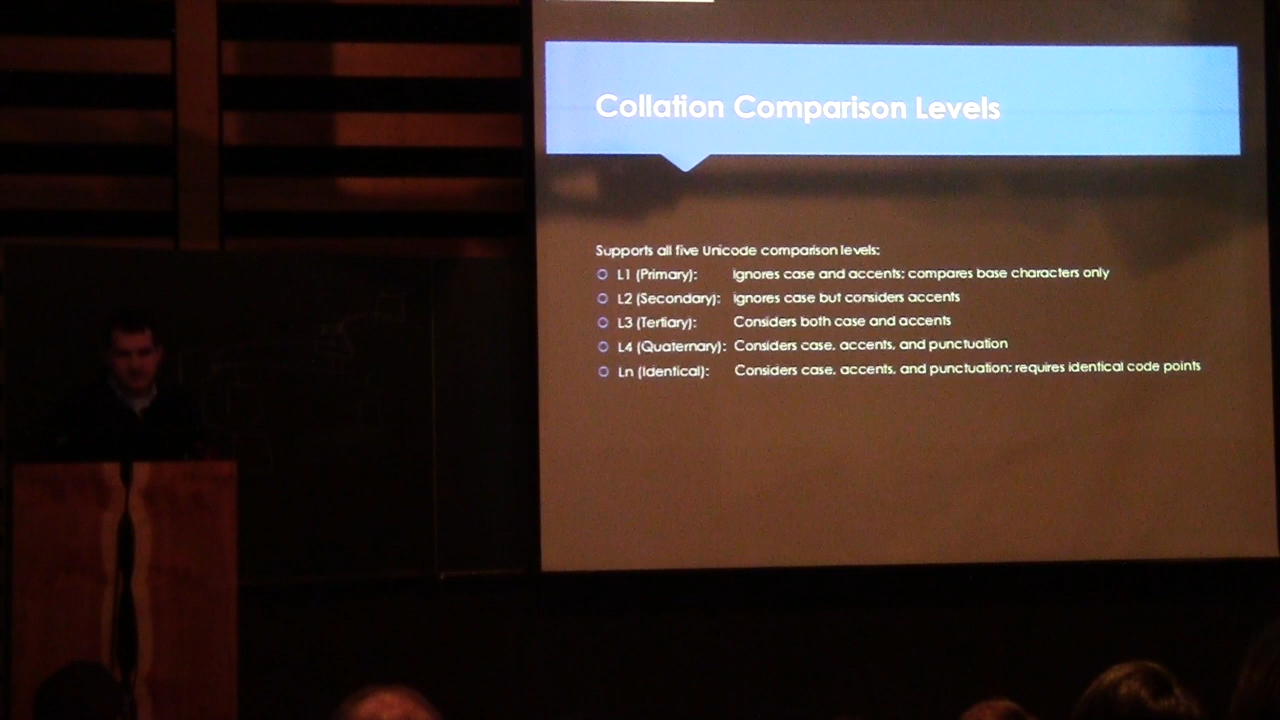 Collation Comparison Levels
Supports all five Unicode comparison levels:
L1 (Primary): Ignores case and accents; compares base characters only
L2 (Secondary): Ignores case but considers accents
L3 (Tertiary): Considers both case and accents
L4 (Quaternary): Considers case, accents, and punctuation
Ln (Identical): Considers case, accents, and punctuation; requires identical code points